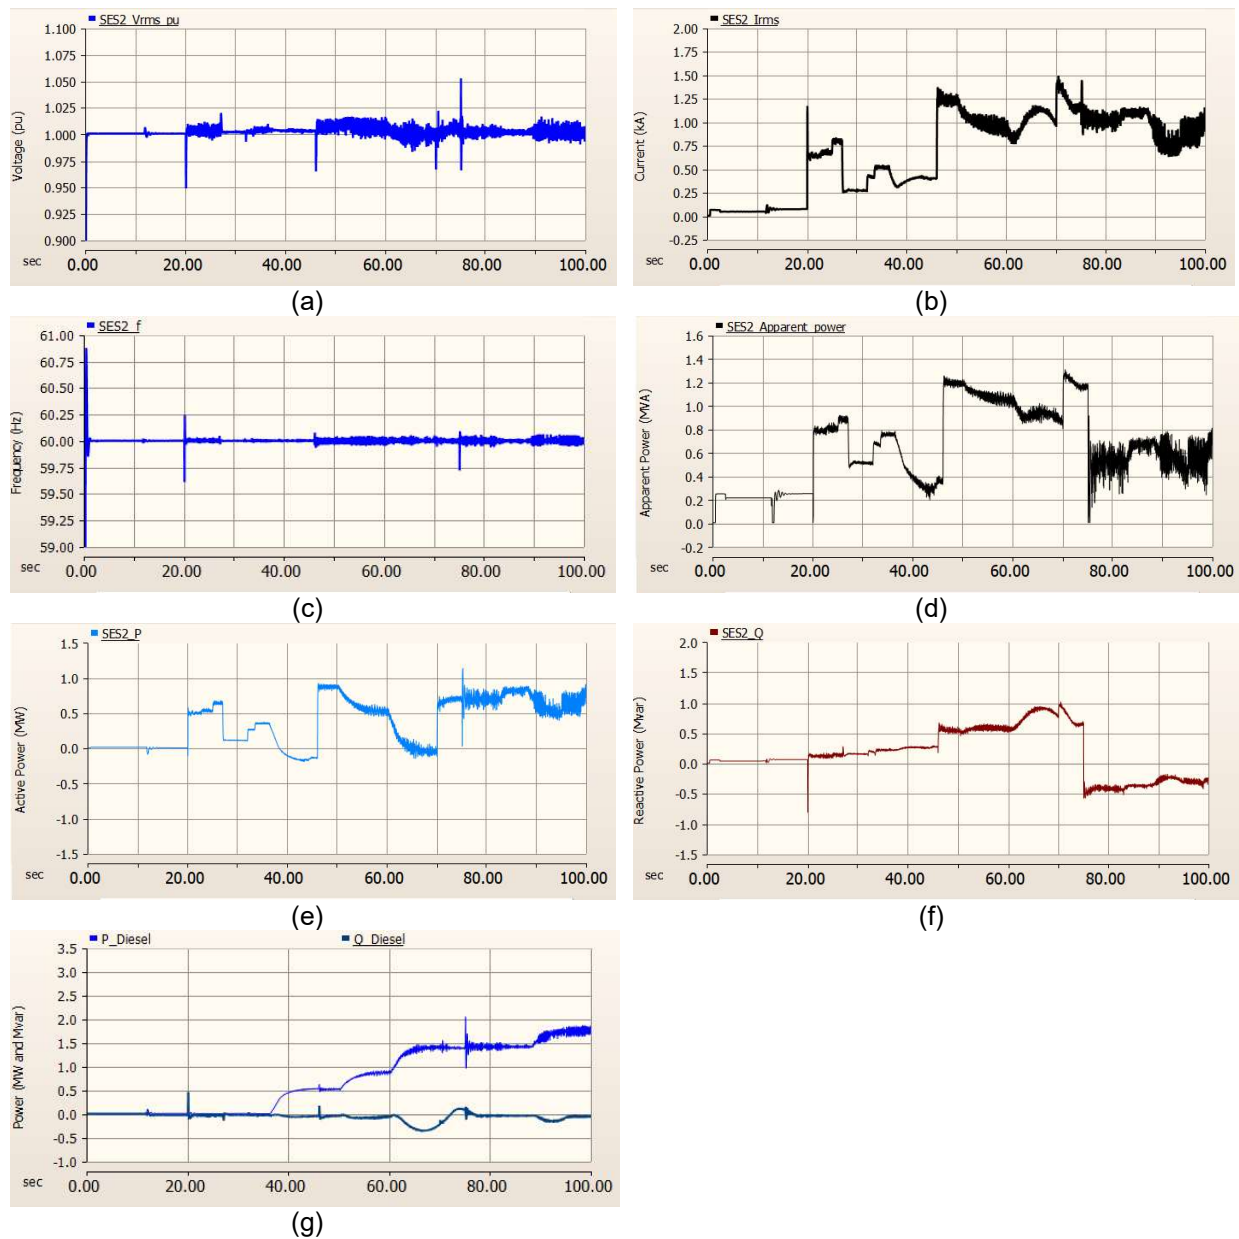 SES2_Vrms_pu
Voltage (pu)
1.100
1.075
1.050
1.025
1.000
0.975
0.950
0.925
0.900
sec
0.00 20.00 40.00 60.00 80.00 100.00
(a)
SES2_Irms
Current (kA)
2.00
1.75
1.50
1.25
1.00
0.75
0.50
0.25
0.00
-0.25
sec
0.00 20.00 40.00 60.00 80.00 100.00
(b)
SES2_f
Frequency (Hz)
61.00
60.75
60.50
60.25
60.00
59.75
59.50
59.25
59.00
sec
0.00 20.00 40.00 60.00 80.00 100.00
(c)
SES2_Apparent_power
Apparent Power (MVA)
1.6
1.4
1.2
1.0
0.8
0.6
0.4
0.2
0.0
-0.2
sec
0.00 20.00 40.00 60.00 80.00 100.00
(d)
SES2_P
Active Power (MW)
1.5
1.0
0.5
0.0
-0.5
-1.0
-1.5
sec
0.00 20.00 40.00 60.00 80.00 100.00
(e)
SES2_Q
Reactive Power (Mvar)
2.0
1.5
1.0
0.5
0.0
-0.5
-1.0
-1.5
sec
0.00 20.00 40.00 60.00 80.00 100.00
(f)
P_Diesel Q_Diesel
Power (MW and Mvar)
3.5
3.0
2.5
2.0
1.5
1.0
0.5
0.0
-0.5
-1.0
sec
0.00 20.00 40.00 60.00 80.00 100.00
(g)